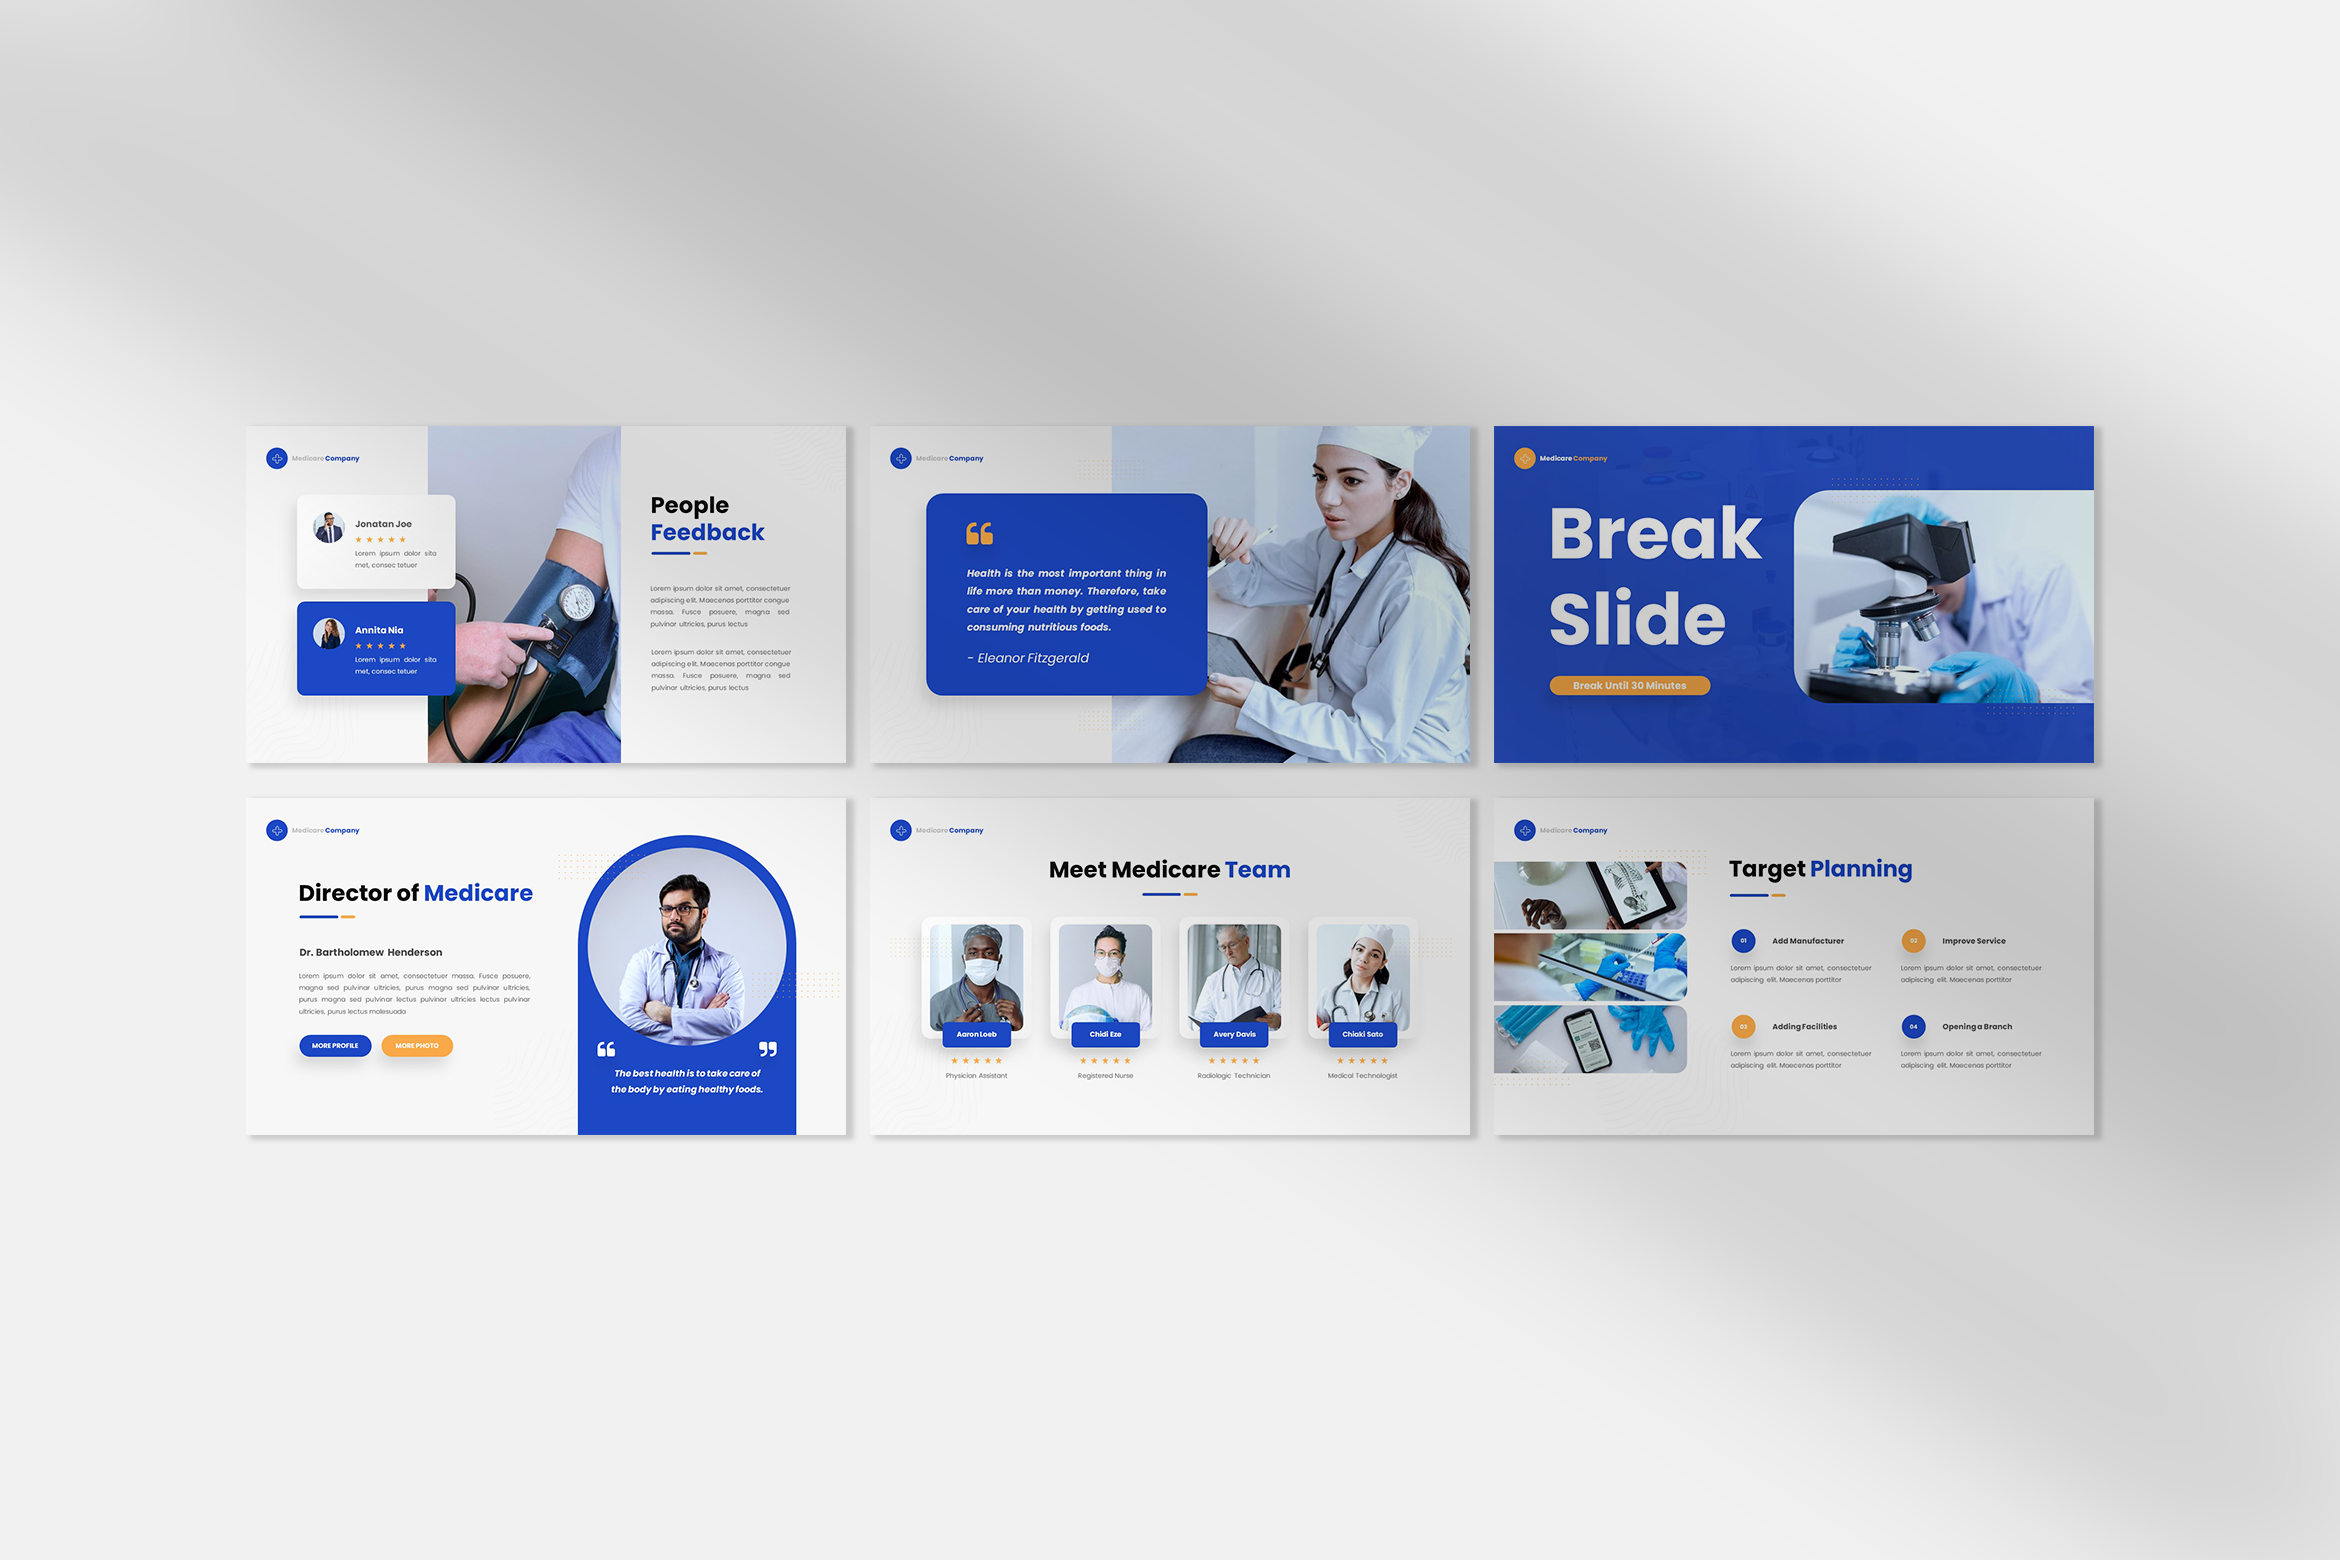 Medicare Company
Jonatan Joe
Lorem ipsum dolor sita
met, consec tetuer
Annita Nia
Lorem ipsum dolor sita
met, consec tetuer
People
Feedback
Lorem ipsum dolor sit amet, consectetuer
adipiscing elit. Maecenas porttitor congue
massa. Fusce posuere, magna sed
pulvinar ultricies, purus lectus
Lorem ipsum dolor sit amet, consectetuer
adipiscing elit. Maecenas porttitor congue
massa. Fusce posuere, magna sed
pulvinar ultricies, purus lectus
Medicare Company
Health is the most important thing in
life more than money. Therefore, take
care of your health by getting used to
consuming nutritious foods.
- Eleanor Fitzgerald
Medicare Company
Break
Slide
Break Until 30 Minutes
Medicare Company
Director of Medicare
Dr. Bartholomew Henderson
Lorem ipsum dolor sit amet, consectetuer massa. Fusce posuere,
magna sed pulvinar ultricies, purus magna sed pulvinar ultricies,
purus magna sed pulvinar lectus pulvinar ultricies lectus pulvinar
ultricies, purus lectus malesuada
MORE PROFILE
MORE PHOTO
The best health is to take care of
the body by eating healthy foods.
Medicare Company
Meet Medicare Team
Aaron Loeb
Physician Assistant
Chidi Eze
Registered Nurse
Avery Davis
Radiologic Technician
Chiaki Sato
Medical Technologist
Medicare Company
Target Planning
01
Add Manufacturer
Lorem ipsum dolor sit amet, consectetuer
adipiscing elit. Maecenas porttitor
02
Improve Service
Lorem ipsum dolor sit amet, consectetuer
adipiscing elit. Maecenas porttitor
03
Adding Facilities
Lorem ipsum dolor sit amet, consectetuer
adipiscing elit. Maecenas porttitor
04
Opening a Branch
Lorem ipsum dolor sit amet, consectetuer
adipiscing elit. Maecenas porttitor